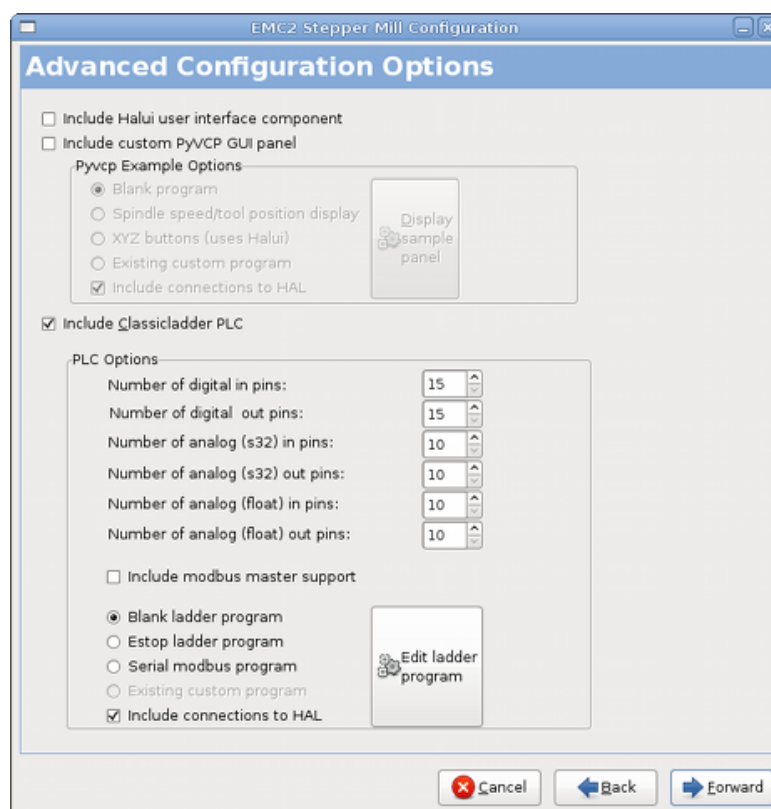 EMC2 Stepper Mill Configuration
Advanced Configuration Options
Include Halui user interface component
Include custom PyVCP GUI panel
Pyvcp Example Options
Blank program
Spindle speed/tool position display
XYZ buttons (uses Halui)
Existing custom program
Include connections to HAL
Display
sample
panel
Include Classicladder PLC
PLC Options
Number of digital in pins: 15
Number of digital out pins: 15
Number of analog (s32) in pins: 10
Number of analog (s32) out pins: 10
Number of analog (float) in pins: 10
Number of analog (float) out pins: 10
Include modbus master support
Blank ladder program
Estop ladder program
Serial modbus program
Existing custom program
Include connections to HAL
Edit ladder
program
Cancel Back Forward